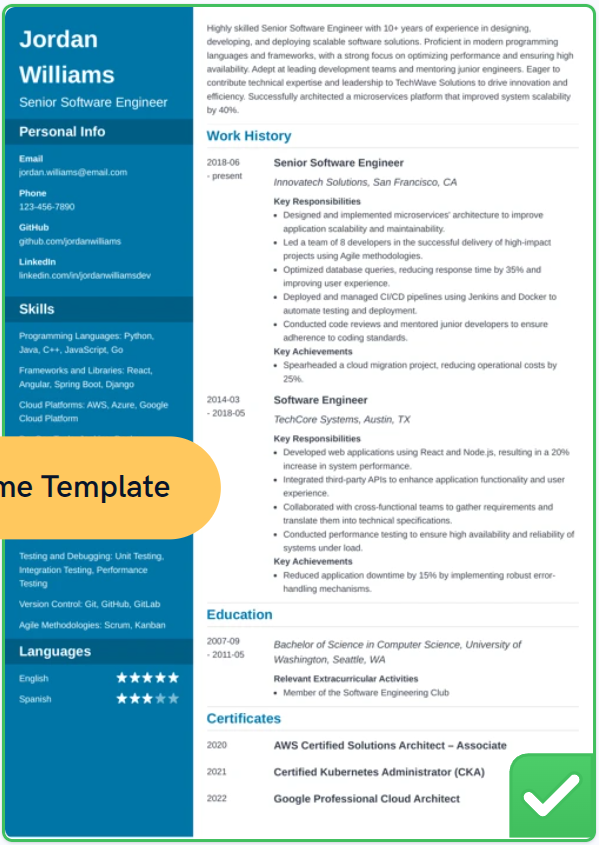 Jordan
Williams
Senior Software Engineer
Personal Info
Email
jordan.williams@email.com
Phone
123-456-7890
GitHub
github.com/jordanwilliams
LinkedIn
linkedin.com/in/jordanwilliamsdev
Skills
Programming Languages: Python,
Java, C++, JavaScript, Go
Frameworks and Libraries: React,
Angular, Spring Boot, Django
Cloud Platforms: AWS, Azure, Google
Cloud Platform
me Template
Testing and Debugging: Unit Testing,
Integration Testing, Performance
Testing
Version Control: Git, GitHub, GitLab
Agile Methodologies: Scrum, Kanban
Languages
English
Spanish
Highly skilled Senior Software Engineer with 10+ years of experience in designing,
developing, and deploying scalable software solutions. Proficient in modern programming
languages and frameworks, with a strong focus on optimizing performance and ensuring high
availability. Adept at leading development teams and mentoring junior engineers. Eager to
contribute technical expertise and leadership to TechWave Solutions to drive innovation and
efficiency. Successfully architected a microservices platform that improved system scalability
by 40%.
Work History
2018-06
- present
Senior Software Engineer
Innovatech Solutions, San Francisco, CA
Key Responsibilities
• Designed and implemented microservices' architecture to improve
application scalability and maintainability.
• Led a team of 8 developers in the successful delivery of high-impact
projects using Agile methodologies.
• Optimized database queries, reducing response time by 35% and
improving user experience.
• Deployed and managed CI/CD pipelines using Jenkins and Docker to
automate testing and deployment.
• Conducted code reviews and mentored junior developers to ensure
adherence to coding standards.
Key Achievements
• Spearheaded a cloud migration project, reducing operational costs by
25%.
2014-03
- 2018-05
Software Engineer
TechCore Systems, Austin, TX
Key Responsibilities
• Developed web applications using React and Node.js, resulting in a 20%
increase in system performance.
• Integrated third-party APIs to enhance application functionality and user
experience.
• Collaborated with cross-functional teams to gather requirements and
translate them into technical specifications.
• Conducted performance testing to ensure high availability and reliability of
systems under load.
Key Achievements
• Reduced application downtime by 15% by implementing robust error-
handling mechanisms.
Education
2007-09
- 2011-05
Bachelor of Science in Computer Science, University of
Washington, Seattle, WA
Relevant Extracurricular Activities
• Member of the Software Engineering Club
Certificates
2020
AWS Certified Solutions Architect – Associate
2021
Certified Kubernetes Administrator (CKA)
2022
Google Professional Cloud Architect